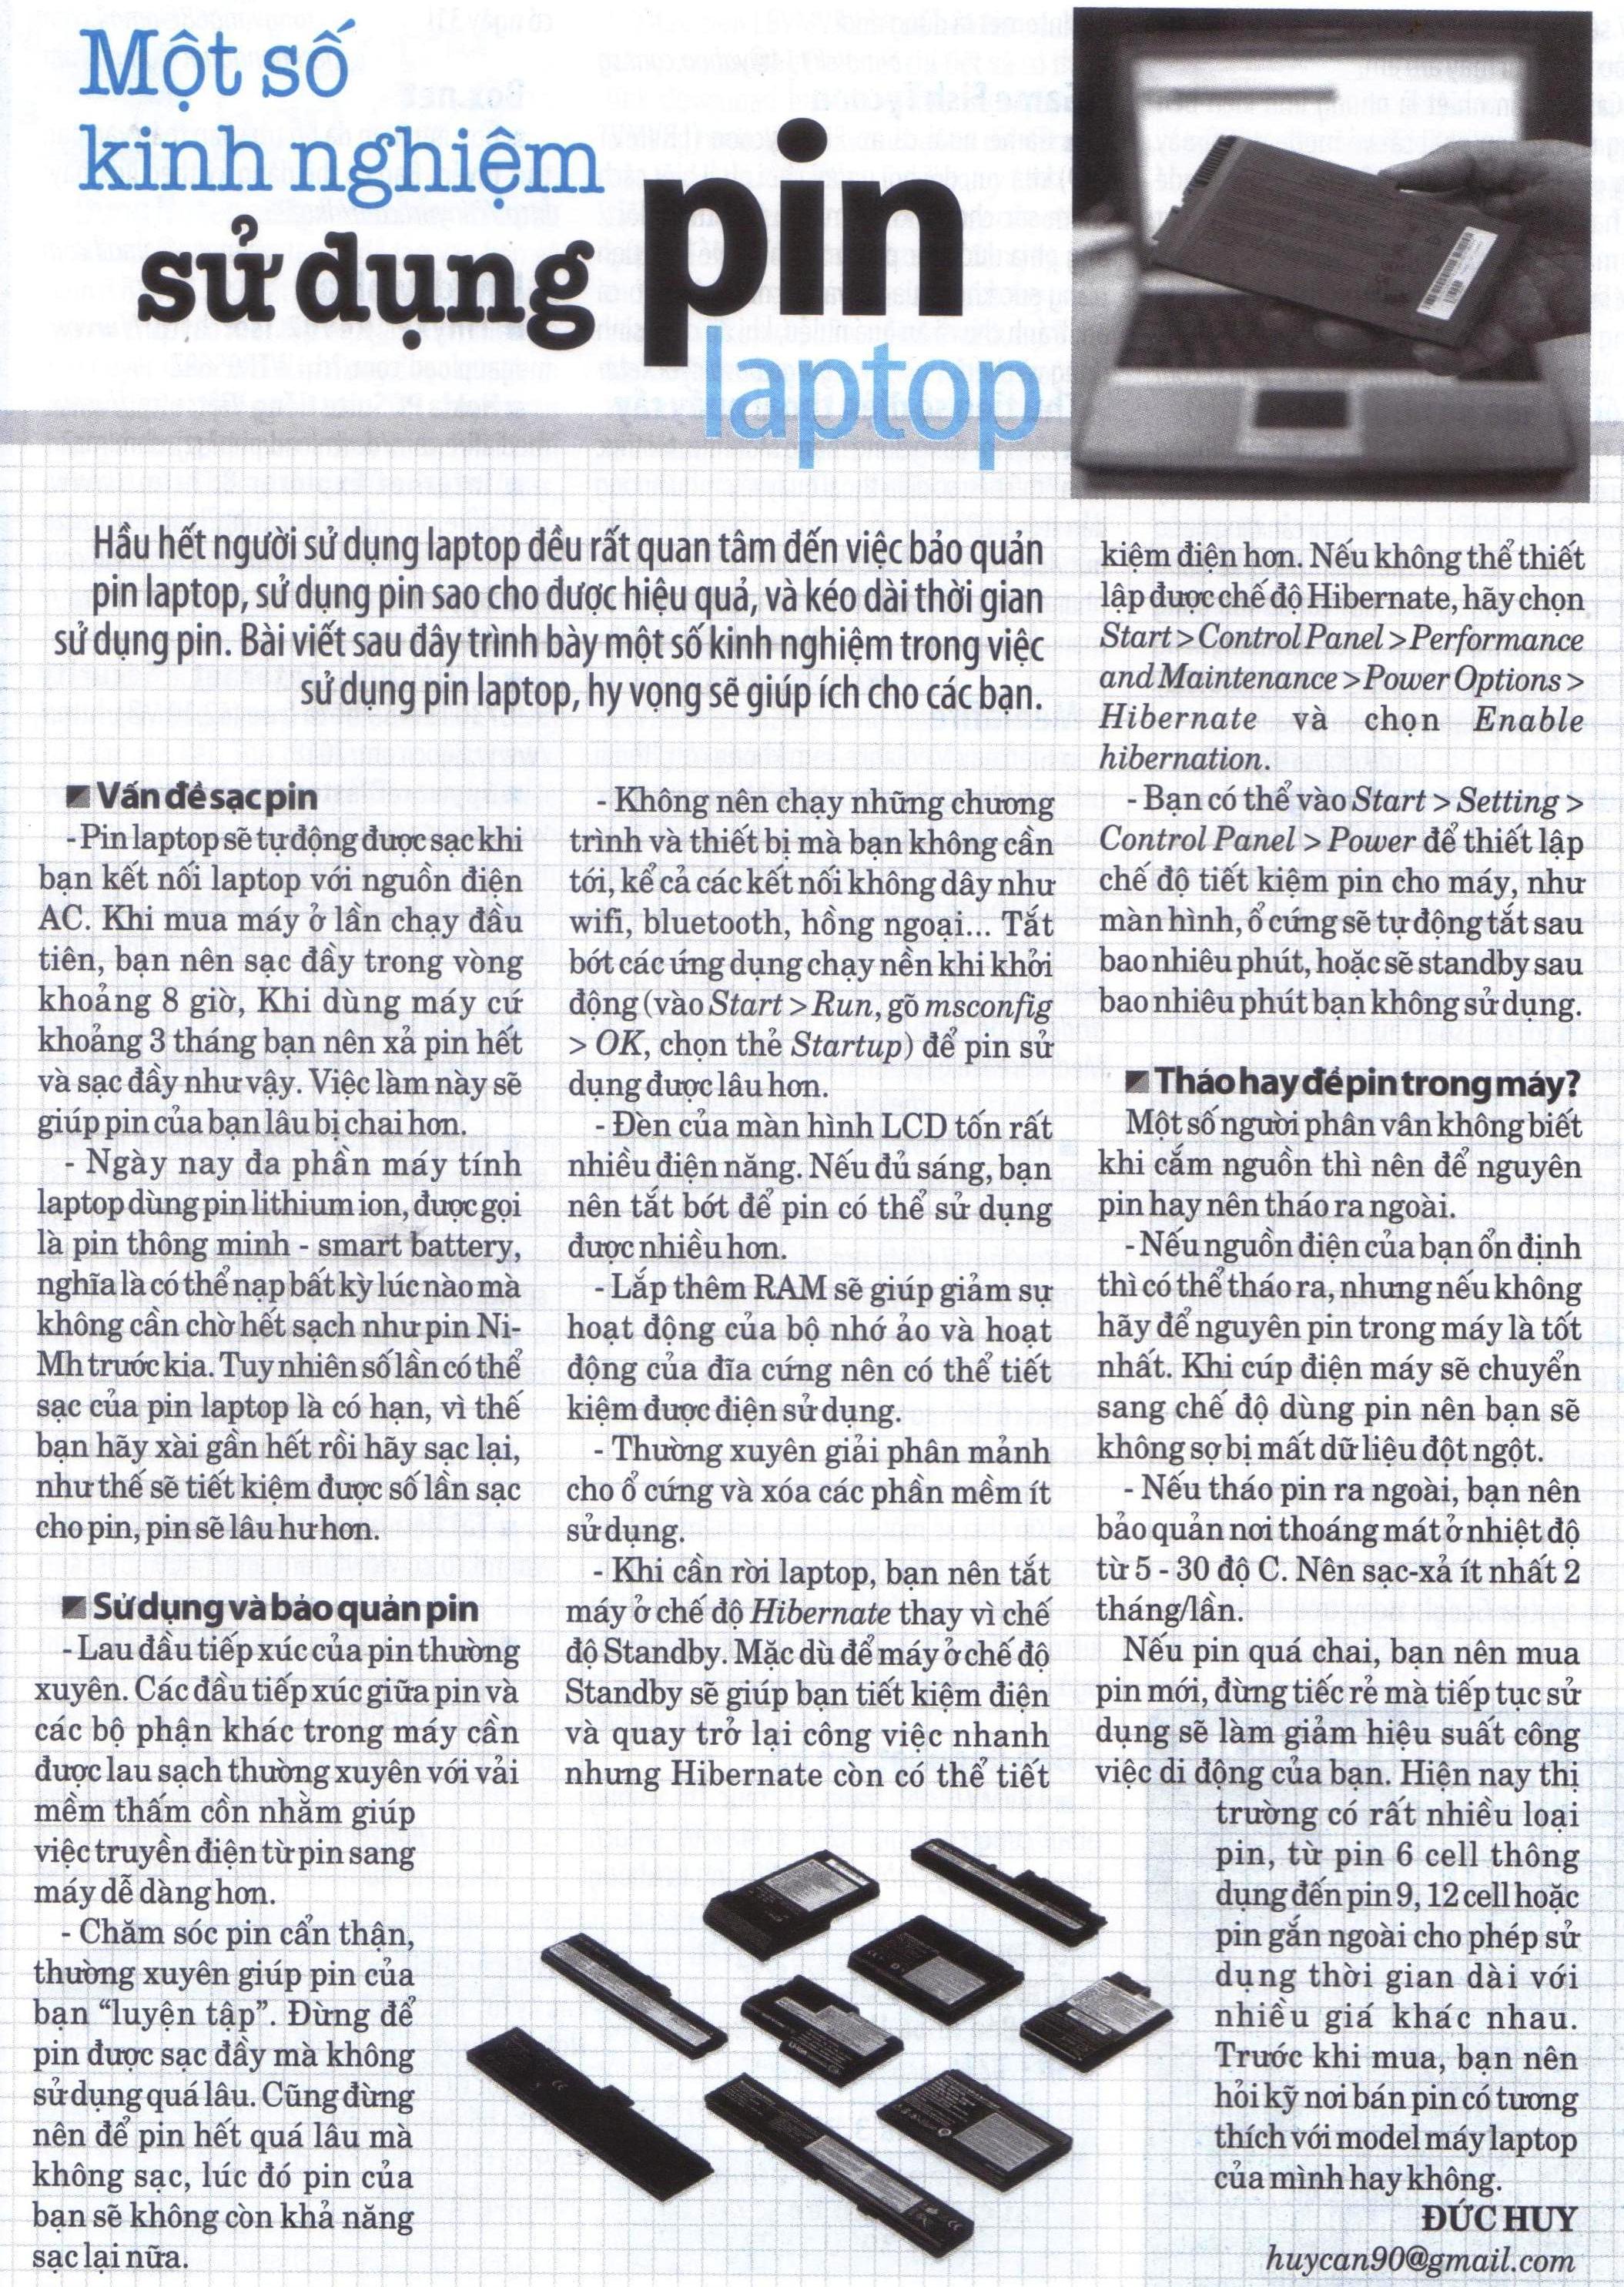 Một số
kinh nghiệm
sử dụng pin
laptop
Hầu hết người sử dụng laptop đều rất quan tâm đến việc bảo quản
pin laptop, sử dụng pin sao cho được hiệu quả, và kéo dài thời gian
sử dụng pin. Bài viết sau đây trình bày một số kinh nghiệm trong việc
sử dụng pin laptop, hy vọng sẽ giúp ích cho các bạn.
Vấn đề sạc pin
- Pin laptop sẽ tự động được sạc khi
bạn kết nối laptop với nguồn điện
AC. Khi mua máy ở lần chạy đầu
tiên, bạn nên sạc đầy trong vòng
khoảng 8 giờ, Khi dùng máy cứ
khoảng 3 tháng bạn nên xả pin hết
và sạc đầy như vậy. Việc làm này sẽ
giúp pin của bạn lâu bị chai hơn.
- Ngày nay đa phần máy tính
laptop dùng pin lithium ion, được gọi
là pin thông minh - smart battery,
nghĩa là có thể nạp bất kỳ lúc nào mà
không cần chờ hết sạch như pin Ni-
Mh trước kia. Tuy nhiên số lần có thể
sạc của pin laptop là có hạn, vì thế
bạn hãy xài gần hết rồi hãy sạc lại,
như thế sẽ tiết kiệm được số lần sạc
cho pin, pin sẽ lâu hư hơn.
Sử dụng và bảo quản pin
- Lau đầu tiếp xúc của pin thường
xuyên. Các đầu tiếp xúc giữa pin và
các bộ phận khác trong máy cần
được lau sạch thường xuyên với vải
mềm thấm cồn nhằm giúp
việc truyền điện từ pin sang
máy dễ dàng hơn.
- Chăm sóc pin cẩn thận,
thường xuyên giúp pin của
bạn “luyện tập”. Đừng để
pin được sạc đầy mà không
sử dụng quá lâu. Cũng đừng
nên để pin hết quá lâu mà
không sạc, lúc đó pin của
bạn sẽ không còn khả năng
sạc lại nữa.
- Không nên chạy những chương
trình và thiết bị mà bạn không cần
tới, kể cả các kết nối không dây như
wifi, bluetooth, hồng ngoại... Tắt
bớt các ứng dụng chạy nền khi khởi
động (vào Start > Run, gõ msconfig
> OK, chọn thẻ Startup) để pin sử
dụng được lâu hơn.
- Đèn của màn hình LCD tốn rất
nhiều điện năng. Nếu đủ sáng, bạn
nên tắt bớt để pin có thể sử dụng
được nhiều hơn.
- Lắp thêm RAM sẽ giúp giảm sự
hoạt động của bộ nhớ ảo và hoạt
động của đĩa cứng nên có thể tiết
kiệm được điện sử dụng.
- Thường xuyên giải phân mảnh
cho ổ cứng và xóa các phần mềm ít
sử dụng.
- Khi cần rời laptop, bạn nên tắt
máy ở chế độ Hibernate thay vì chế
độ Standby. Mặc dù để máy ở chế độ
Standby sẽ giúp bạn tiết kiệm điện
và quay trở lại công việc nhanh
nhưng Hibernate còn có thể tiết
kiệm điện hơn. Nếu không thể thiết
lập được chế độ Hibernate, hãy chọn
Start > Control Panel > Performance
and Maintenance > Power Options >
Hibernate và chọn Enable
hibernation.
- Bạn có thể vào Start > Setting >
Control Panel > Power để thiết lập
chế độ tiết kiệm pin cho máy, như
màn hình, ổ cứng sẽ tự động tắt sau
bao nhiêu phút, hoặc sẽ standby sau
bao nhiêu phút bạn không sử dụng.
Tháo hay để pin trong máy?
Một số người phân vân không biết
khi cắm nguồn thì nên để nguyên
pin hay nên tháo ra ngoài.
- Nếu nguồn điện của bạn ổn định
thì có thể tháo ra, nhưng nếu không
hãy để nguyên pin trong máy là tốt
nhất. Khi cúp điện máy sẽ chuyển
sang chế độ dùng pin nên bạn sẽ
không sợ bị mất dữ liệu đột ngột.
- Nếu tháo pin ra ngoài, bạn nên
bảo quản nơi thoáng mát ở nhiệt độ
từ 5 - 30 độ C. Nên sạc-xả ít nhất 2
tháng/lần.
Nếu pin quá chai, bạn nên mua
pin mới, đừng tiếc rẻ mà tiếp tục sử
dụng sẽ làm giảm hiệu suất công
việc di động của bạn. Hiện nay thị
trường có rất nhiều loại
pin, từ pin 6 cell thông
dụng đến pin 9, 12 cell hoặc
pin gắn ngoài cho phép sử
dụng thời gian dài với
nhiều giá khác nhau.
Trước khi mua, bạn nên
hỏi kỹ nơi bán pin có tương
thích với model máy laptop
của mình hay không.
ĐỨC HUY
huycan90@gmail.com